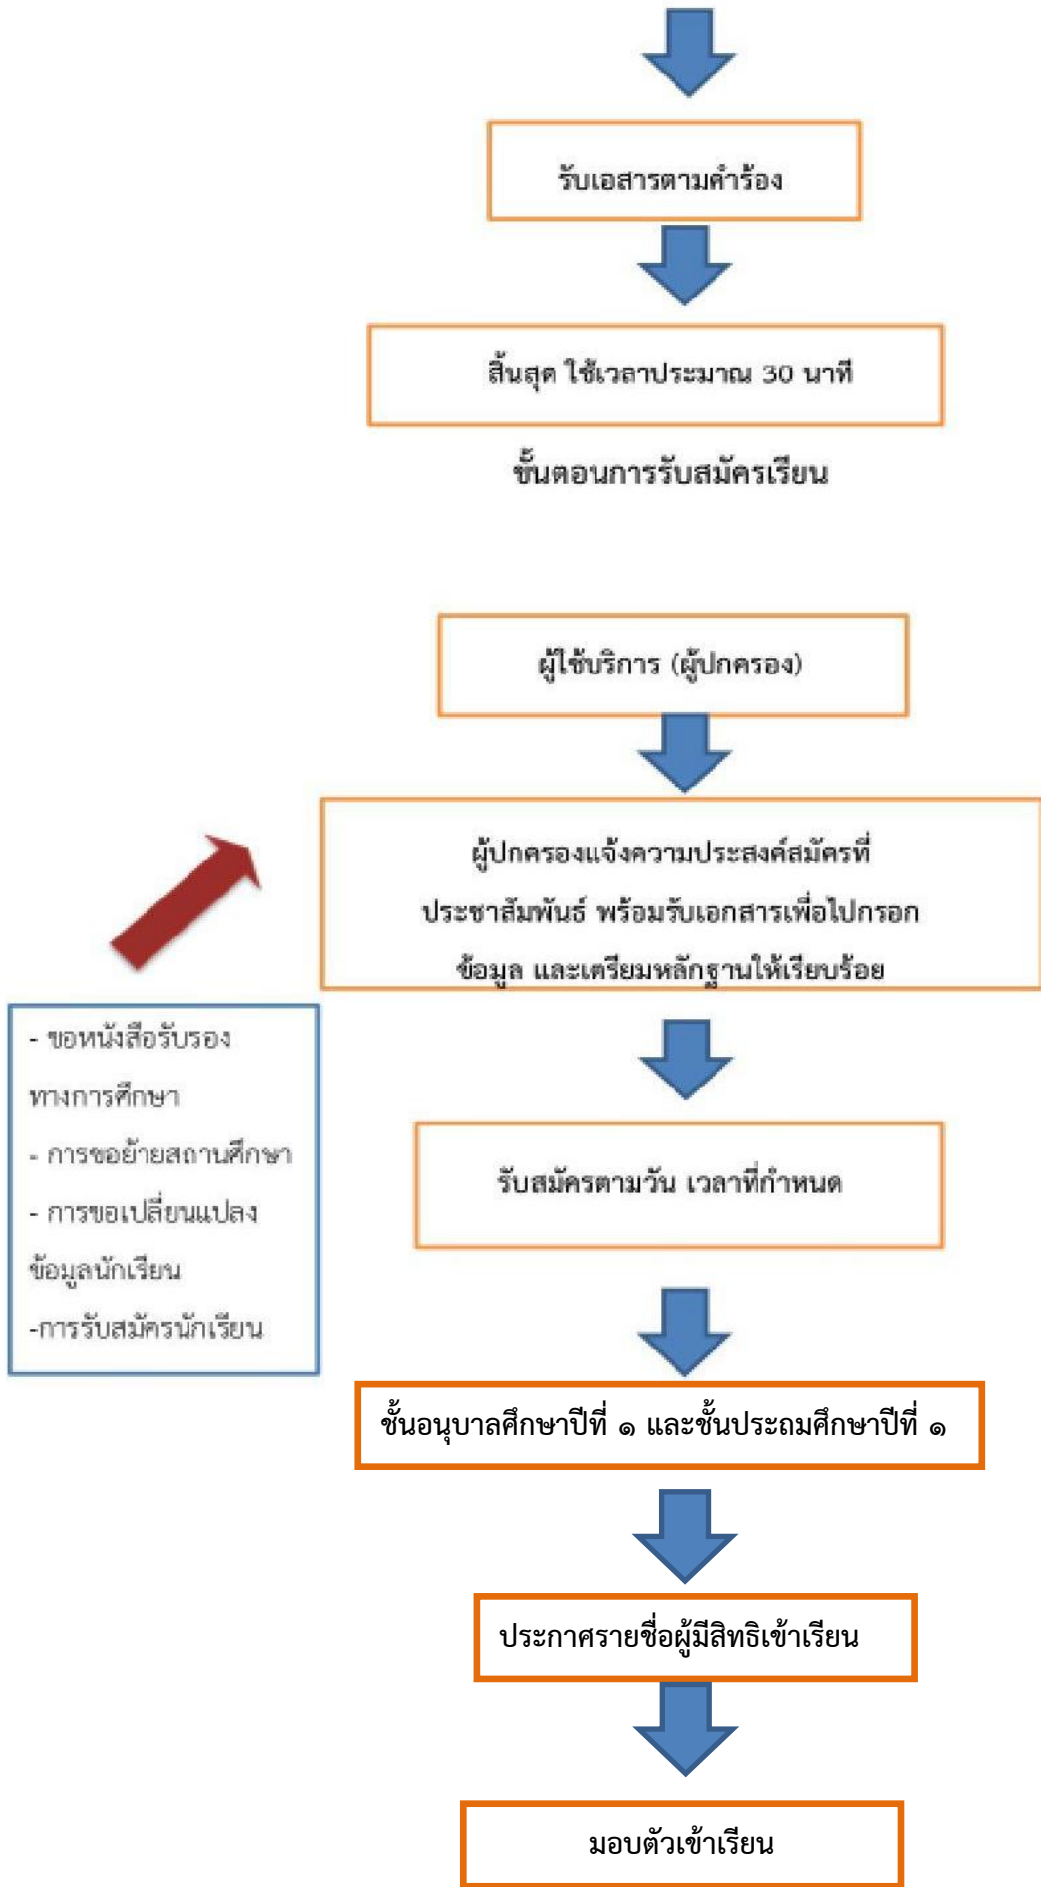 รับเอสารตามคำร้อง
สิ้นสุด ใช้เวลาประมาณ 30 นาที
ขั้นตอนการรับสมัครเรียน
ผู้ใช้บริการ (ผู้ปกครอง)
ผู้ปกครองแจ้งความประสงค์สมัครที่
ประชาสัมพันธ์ พร้อมรับเอกสารเพื่อไปกรอก
ข้อมูล และเตรียมหลักฐานให้เรียบร้อย
- ขอหนังสือรับรอง
ทางการศึกษา
- การขอย้ายสถานศึกษา
- การขอเปลี่ยนแปลง
ข้อมูลนักเรียน
-การรับสมัครนักเรียน
รับสมัครตามวัน เวลาที่กำหนด
ชั้นอนุบาลศึกษาปีที่ ๑ และชั้นประถมศึกษาปีที่ ๑
ประกาศรายชื่อผู้มีสิทธิเข้าเรียน
มอบตัวเข้าเรียน